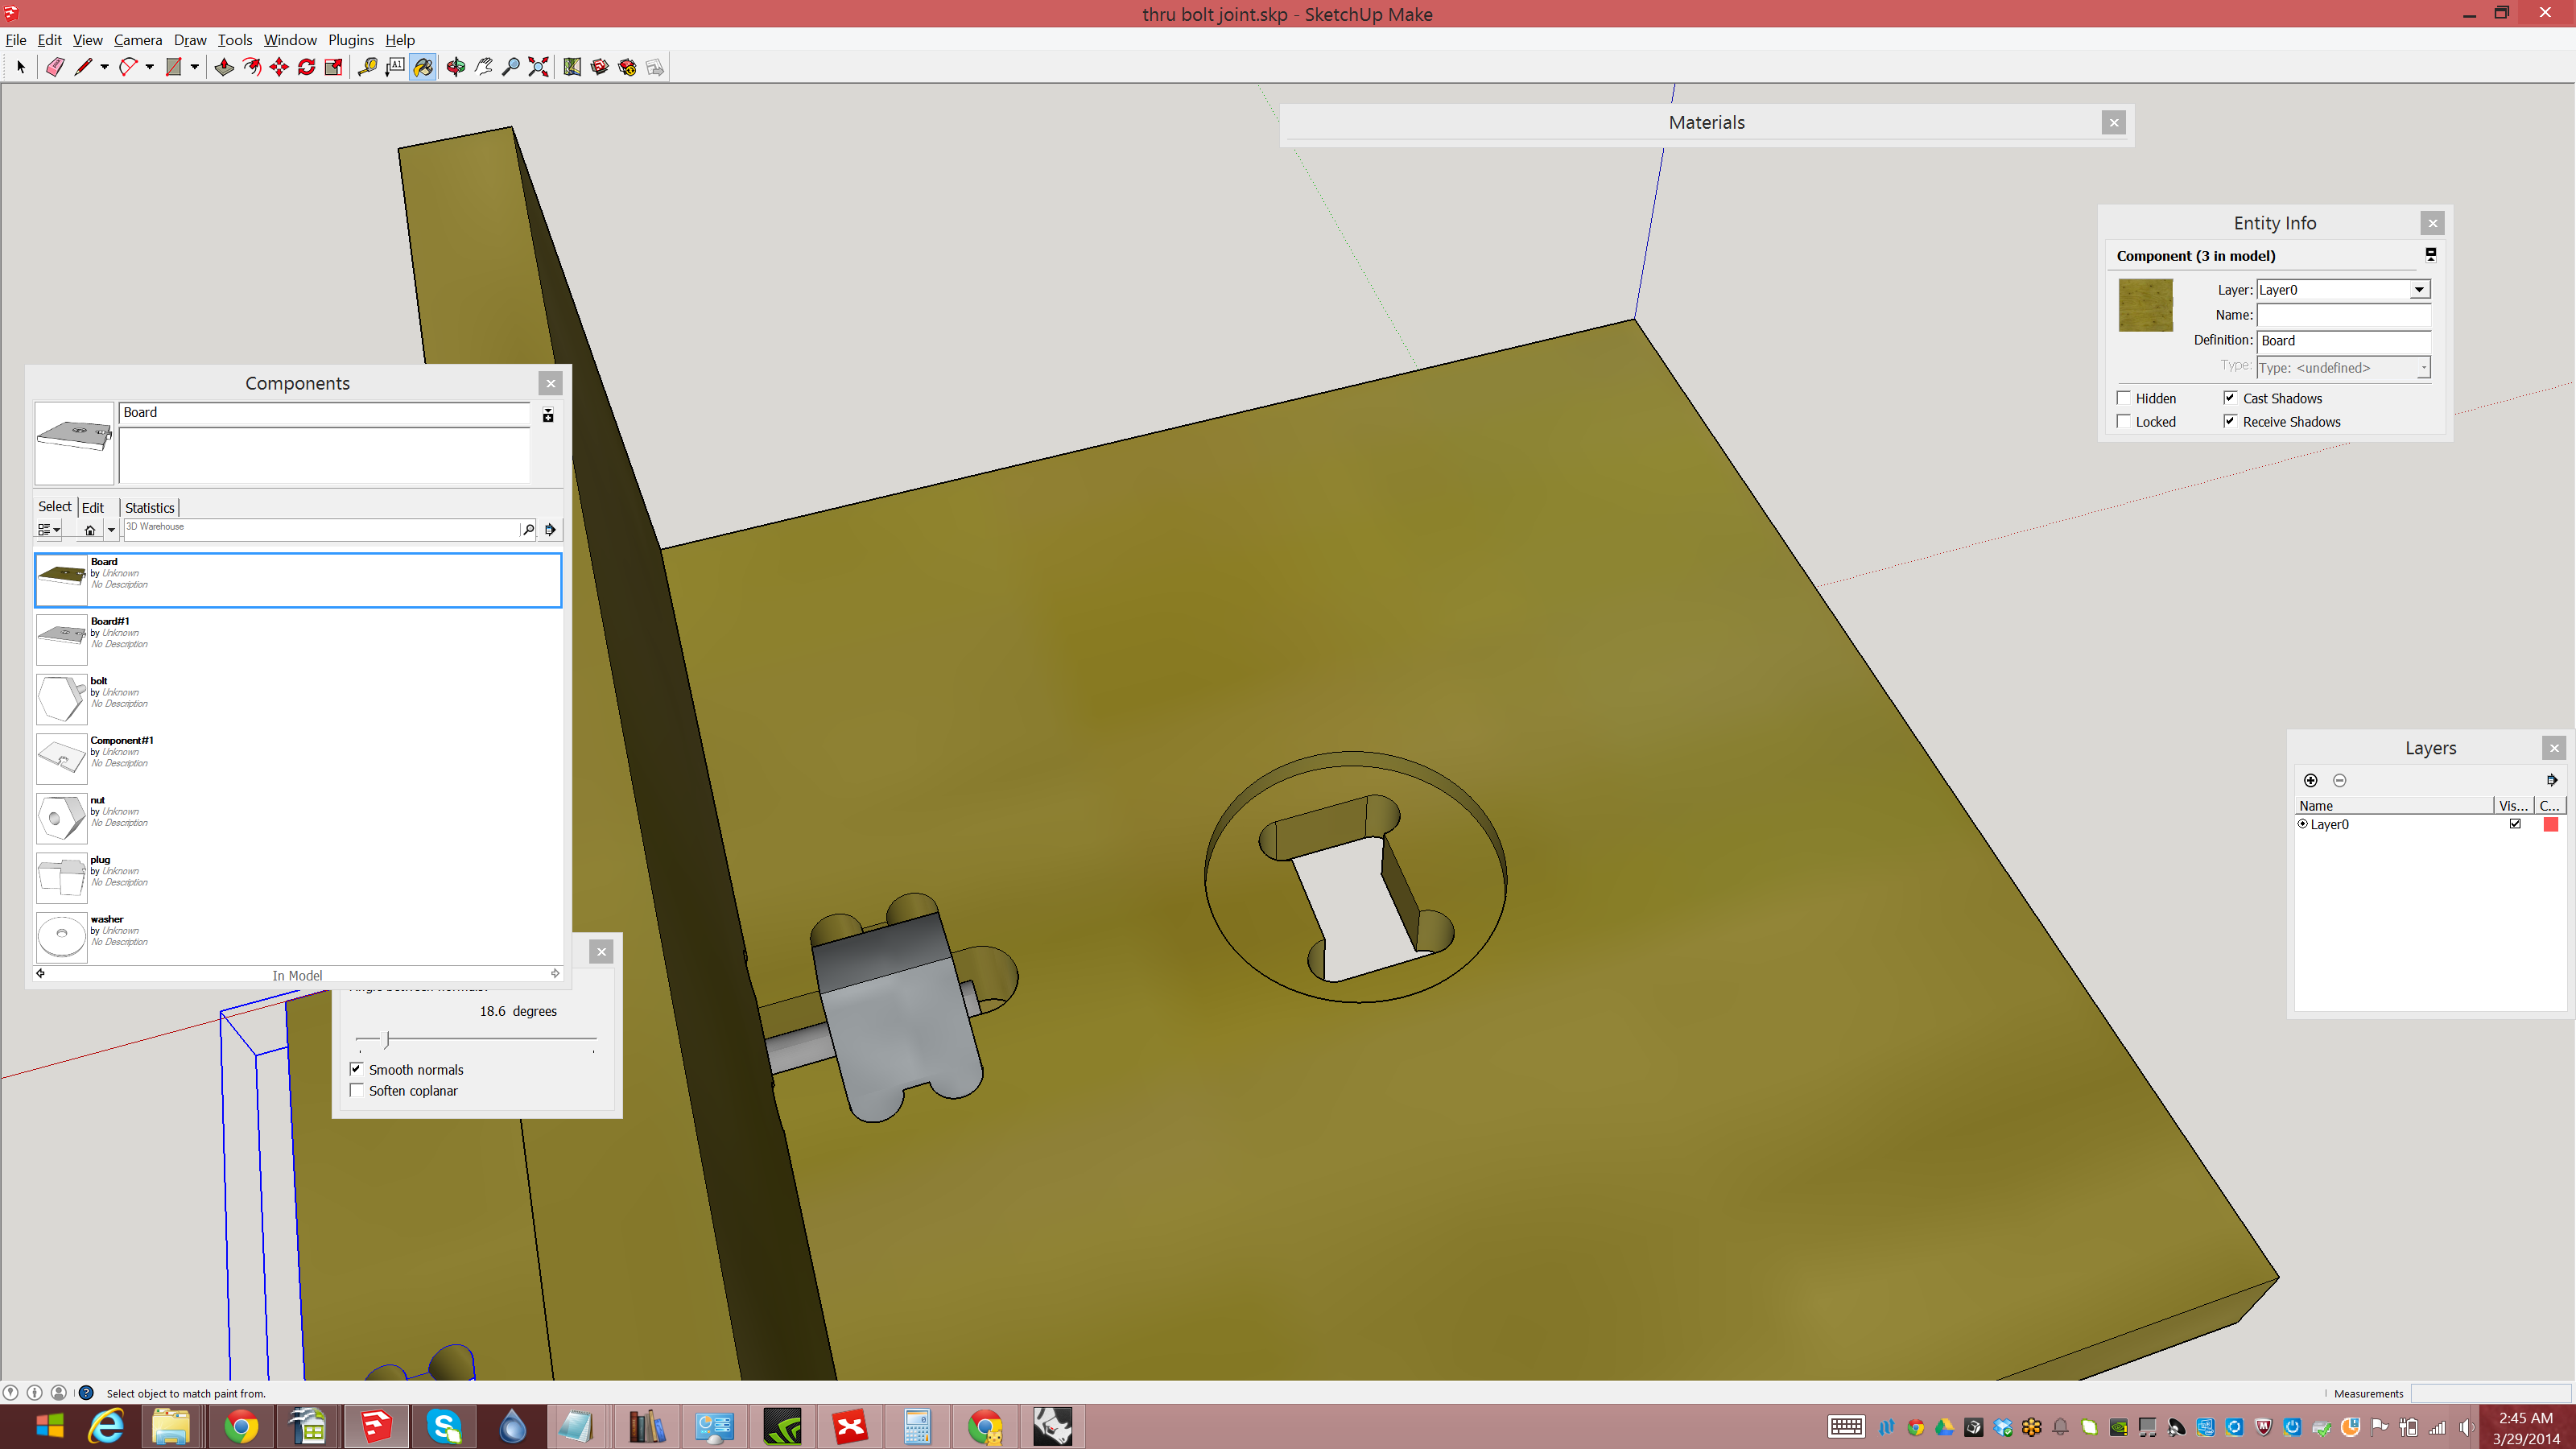 thru bolt joint.skp - SketchUp Make
File Edit View Camera Draw Tools Window Plugins Help
Materials
Entity Info
Component (3 in model)
Layer: Layer0
Name:
Definition: Board
Type: Type: <undefined>
Hidden Cast Shadows
Locked Receive Shadows
Components
Board
Select Edit Statistics
3D Warehouse
Board
by Unknown
No Description
Board#1
by Unknown
No Description
bolt
by Unknown
No Description
Component#1
by Unknown
No Description
nut
by Unknown
No Description
plug
by Unknown
No Description
washer
by Unknown
No Description
In Model
18.6 degrees
Smooth normals
Soften coplanar
Layers
Name Vis... C...
Layer0
Select object to match paint from.
Measurements
2:45 AM
3/29/2014